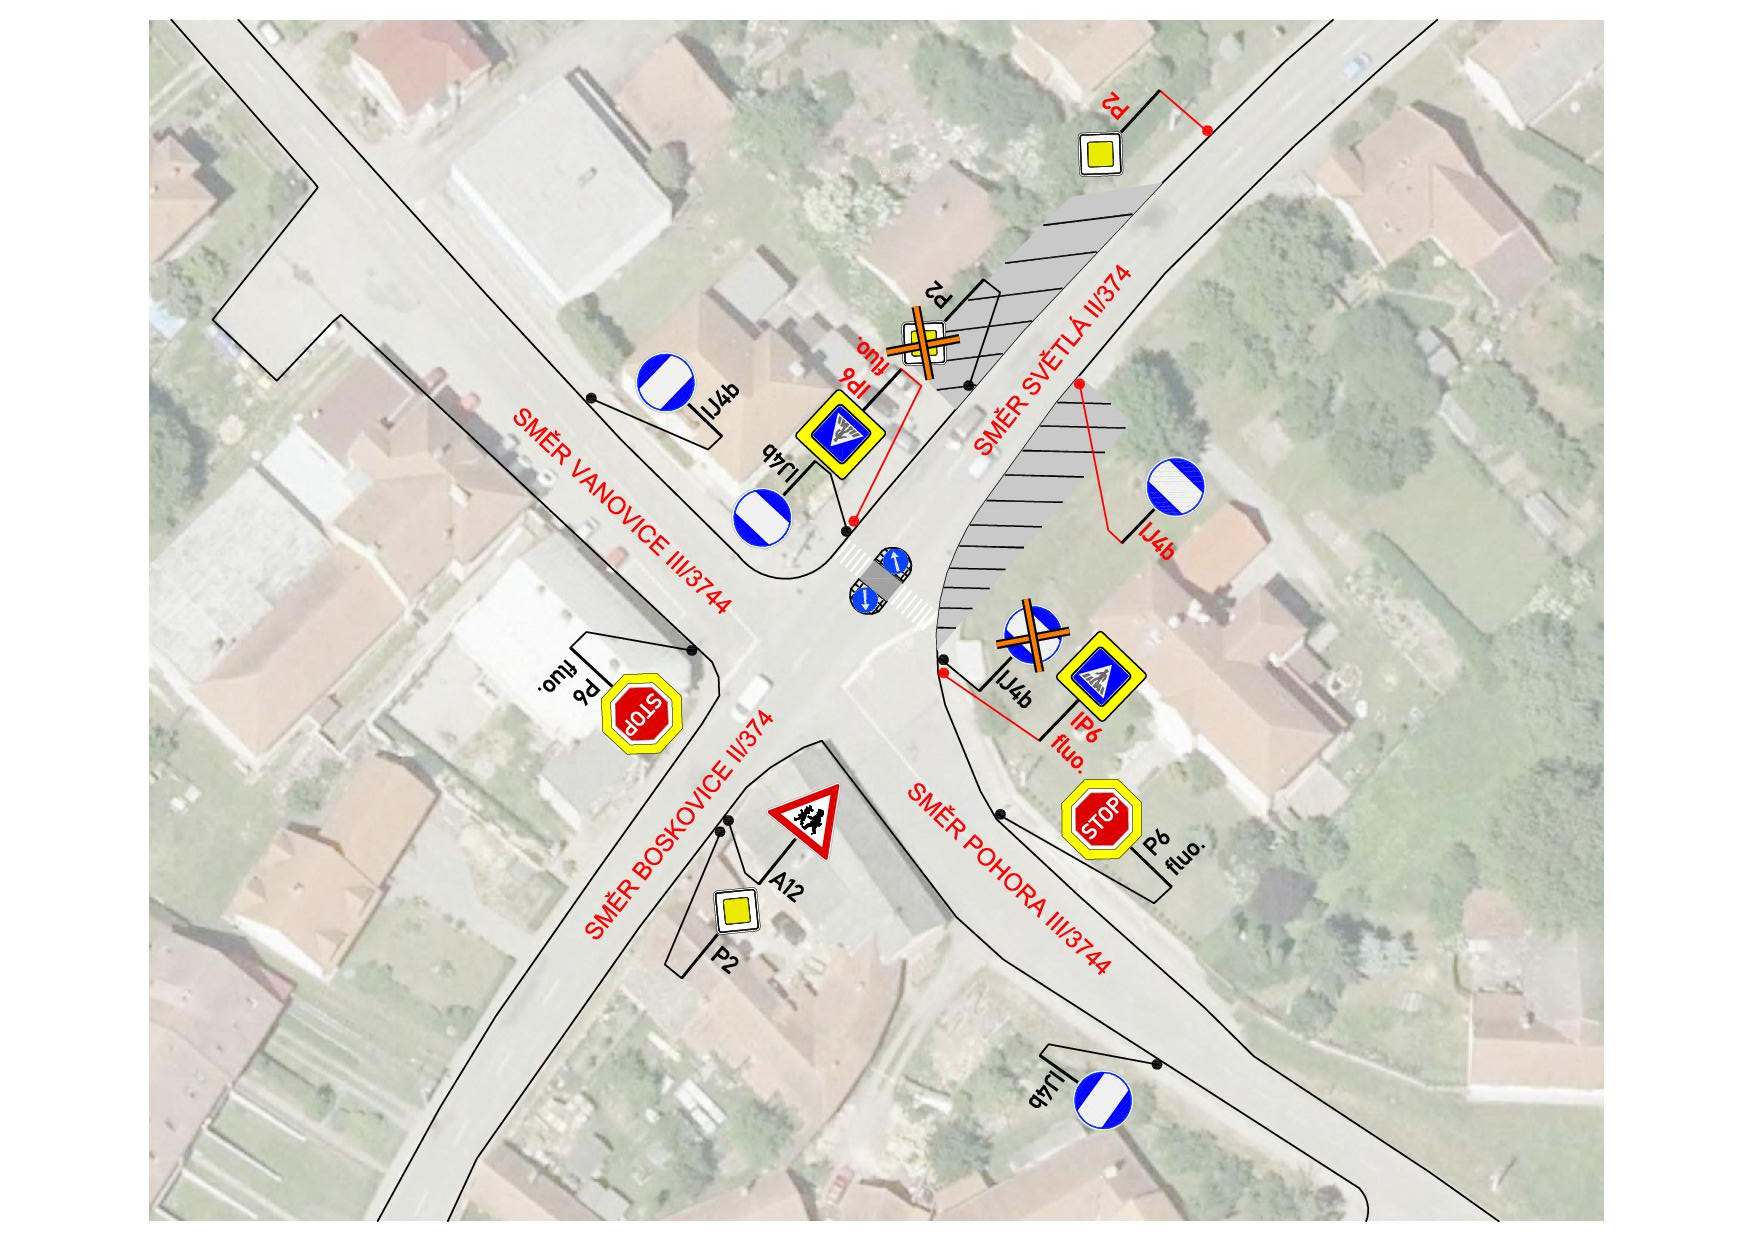 P2
P2
SMĚR SVĚTLÁ II/374
IP6
fluo.
IJ4b
IJ4b
SMĚR VANOVICE III/3744
IJ4b
IJ4b
IP6
fluo.
P6
fluo.
STOP
STOP
P6
fluo.
SMĚR BOSKOVICE II/374
SMĚR POHORA III/3744
A12
P2
IJ4b